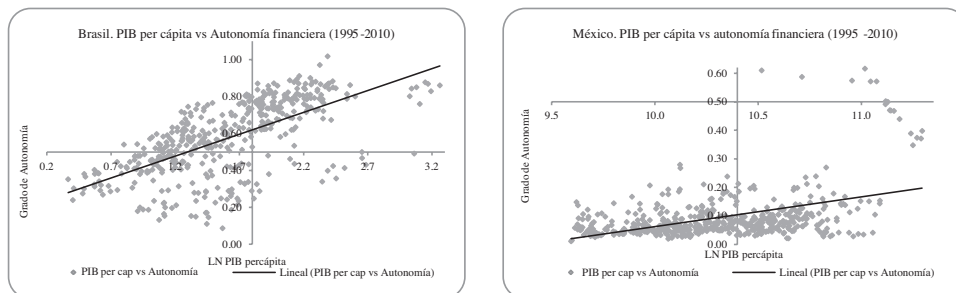 Brasil. PIB per cápita vs Autonomía financiera (1995 -2010)
Grado de Autonomía
1.00
0.80
0.60
0.40
0.20
0.00
0.2
0.7
1.2
1.7
2.2
2.7
3.2
LN PIB percápita
PIB per cap vs Autonomía
Lineal (PIB per cap vs Autonomía)
México. PIB per cápita vs autonomía financiera (1995 -2010)
Grado de Autonomía
0.60
0.50
0.40
0.30
0.20
0.10
0.00
9.5
10.0
10.5
11.0
LN PIB percápita
PIB per cap vs Autonomía
Lineal (PIB per cap vs Autonomía)